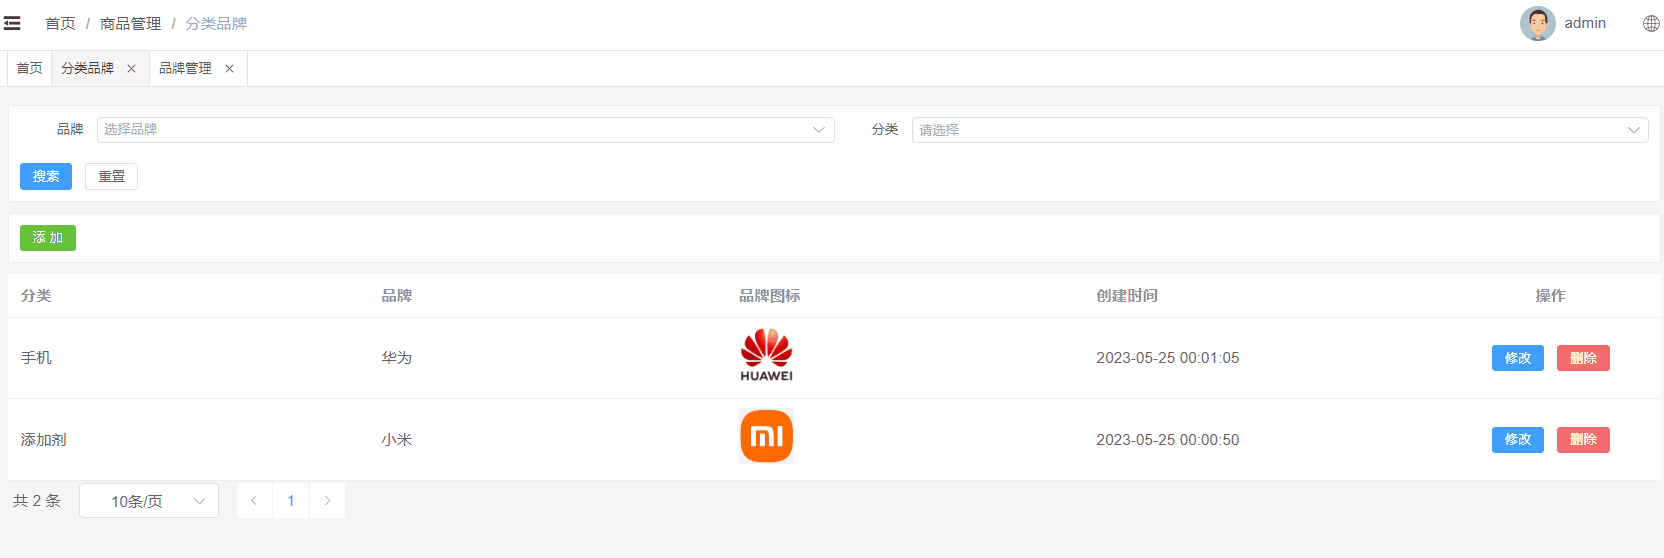 首页 / 商品管理 / 分类品牌 admin
首页 分类品牌 × 品牌管理 ×
品牌 选择品牌 分类 请选择
搜索 重置
添 加
分类 品牌 品牌图标 创建时间 操作
手机 华为 HUAWEI 2023-05-25 00:01:05 修改 删除
添加剂 小米 mi 2023-05-25 00:00:50 修改 删除
共 2 条 10条/页 < 1 >